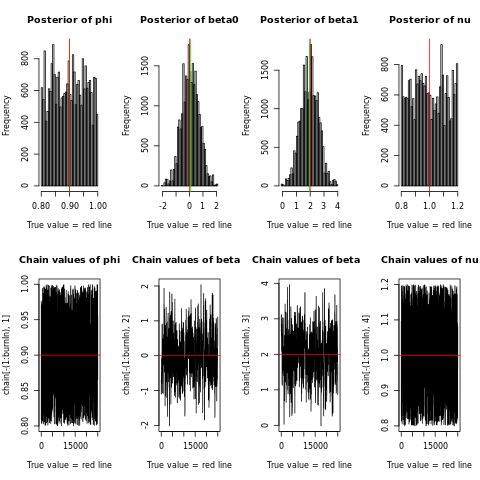 Posterior of phi
Posterior of beta0
Posterior of beta1
Posterior of nu
Frequency
0 200 400 600 800
0.80 0.90 1.00
True value = red line
Frequency
0 500 1000 1500
-2 0 1 2
True value = red line
Frequency
0 500 1000 1500
0 1 2 3 4
True value = red line
Frequency
0 200 400 600 800
0.8 1.0 1.2
True value = red line
Chain values of phi
Chain values of beta
Chain values of beta
Chain values of nu
chain[-(1:burnIn), 1]
0.80 0.85 0.90 0.95 1.00
0 15000
True value = red line
chain[-(1:burnIn), 2]
-2 -1 0 1 2
0 15000
True value = red line
chain[-(1:burnIn), 3]
0 1 2 3 4
0 15000
True value = red line
chain[-(1:burnIn), 4]
0.8 0.9 1.0 1.1 1.2
0 15000
True value = red line